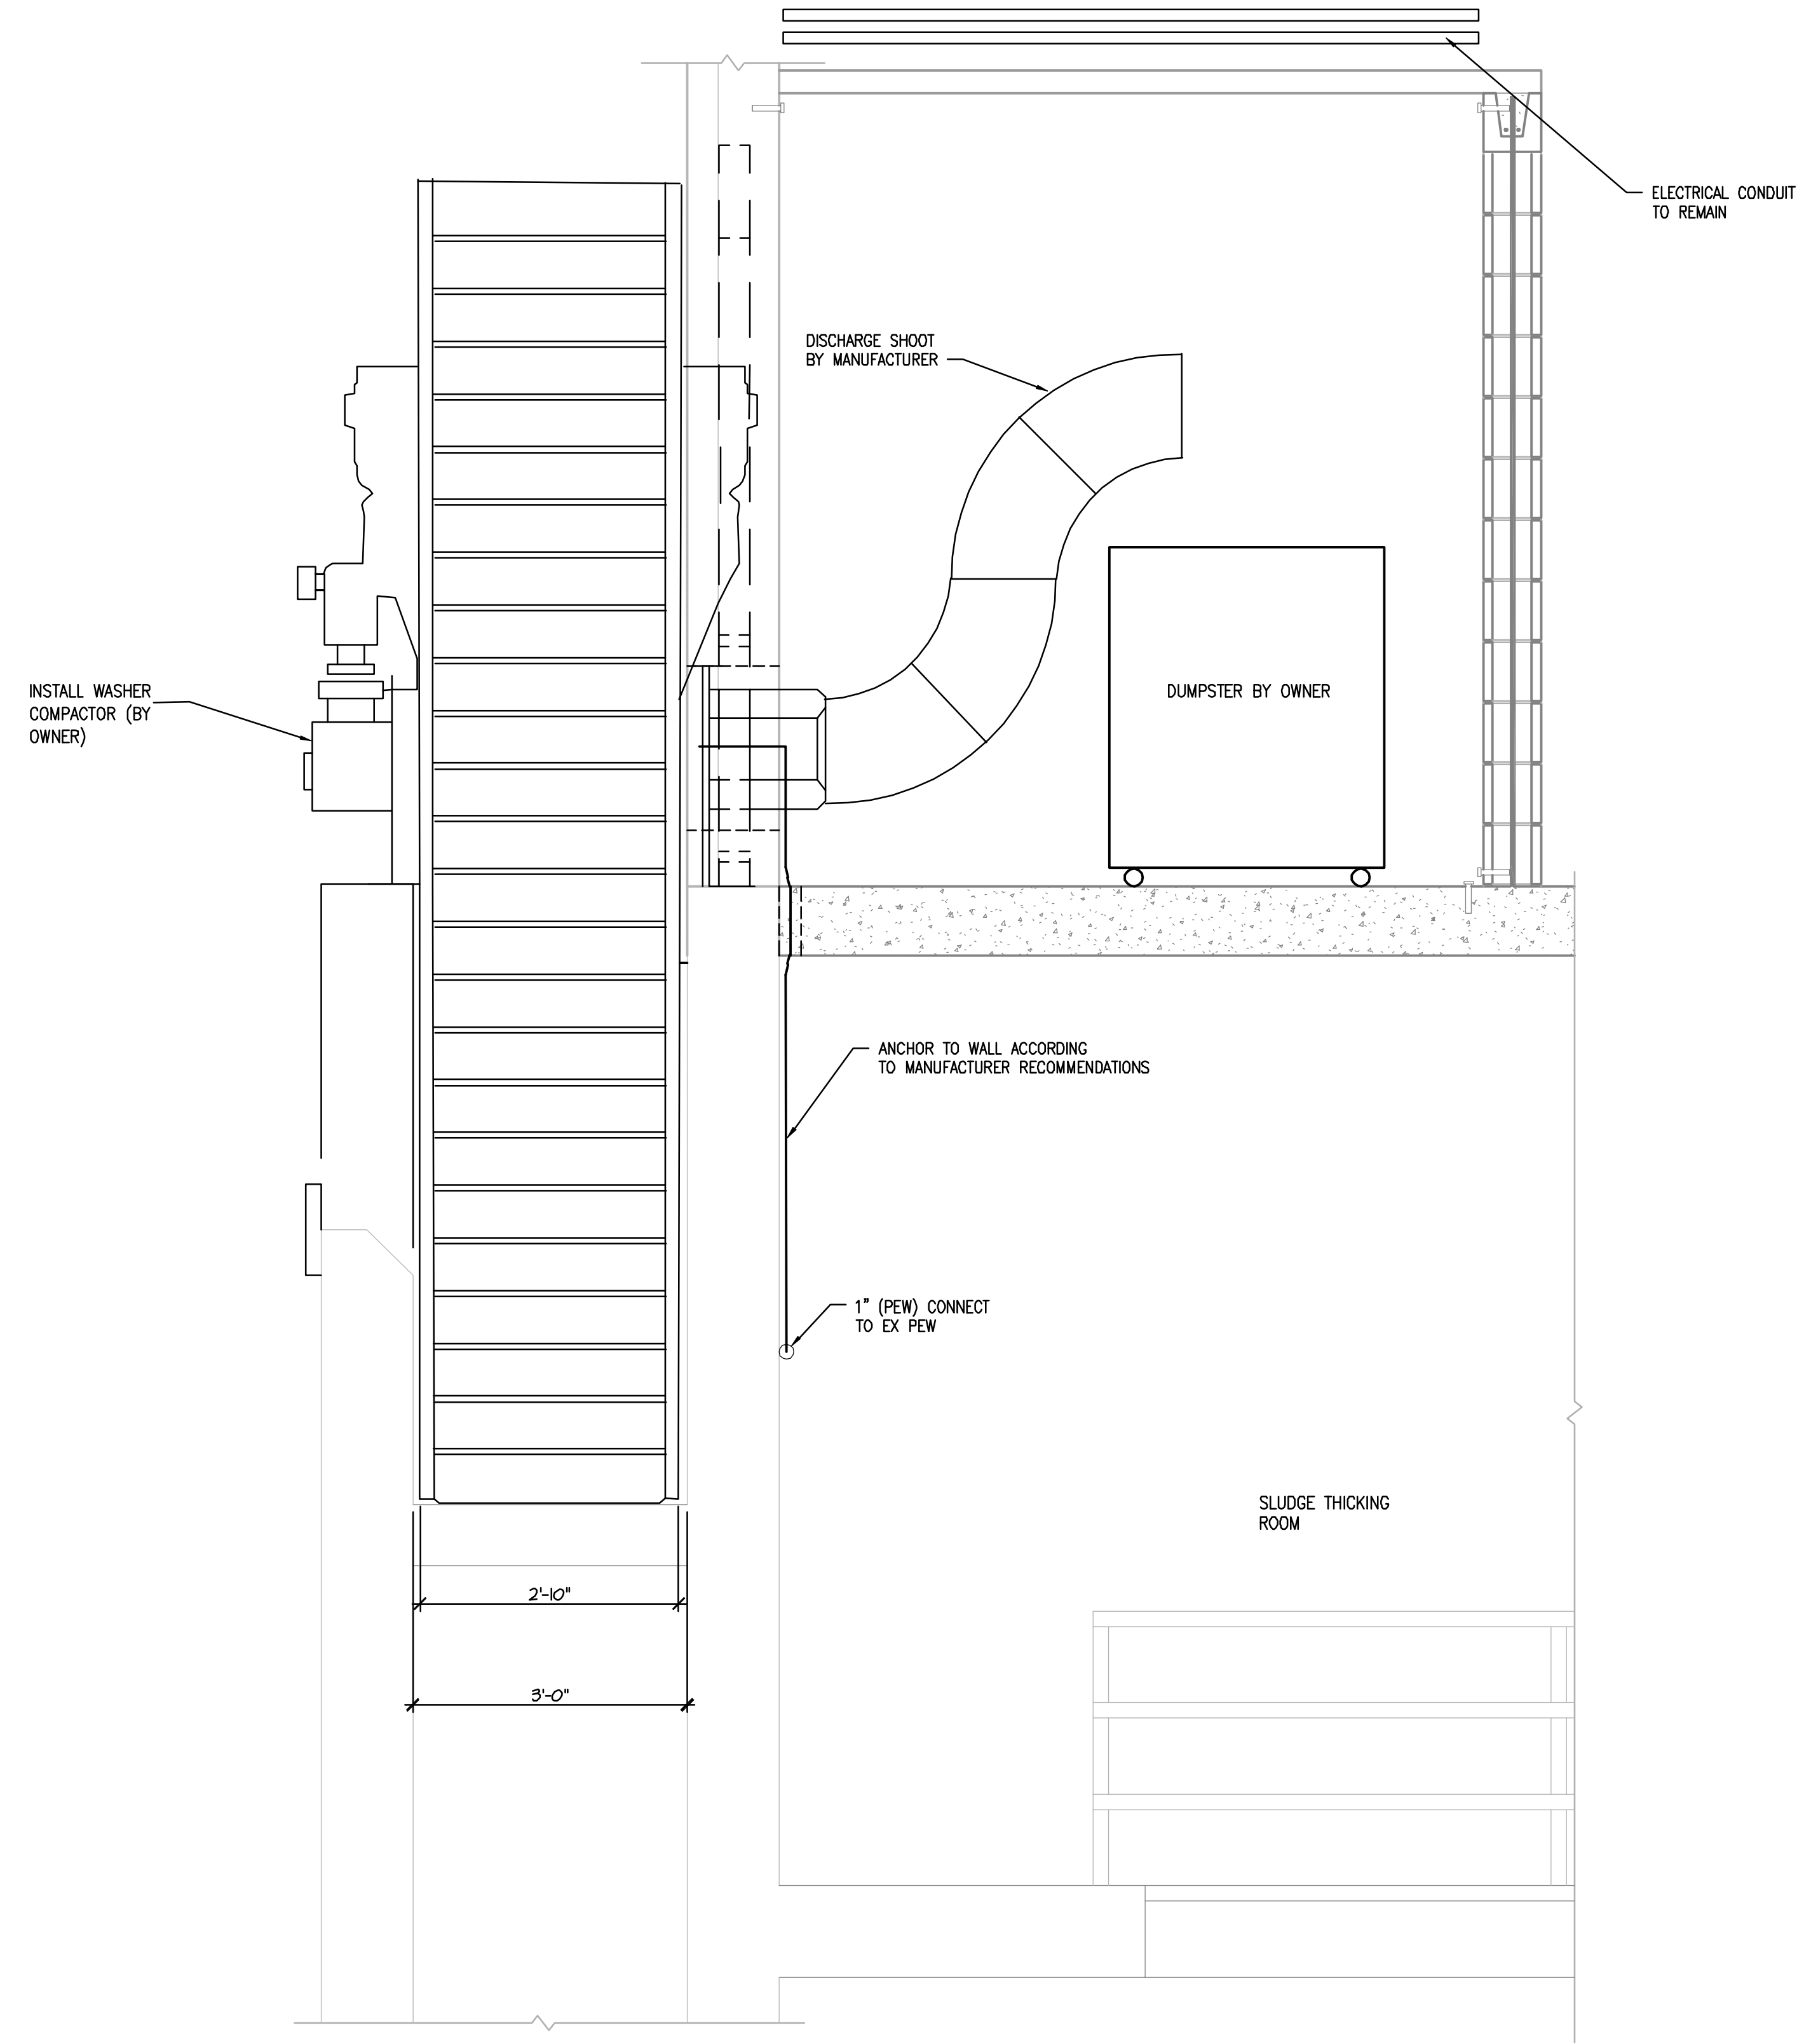 ELECTRICAL CONDUIT
TO REMAIN
DISCHARGE SHOOT
BY MANUFACTURER
INSTALL WASHER
COMPACTOR (BY
OWNER)
DUMPSTER BY OWNER
ANCHOR TO WALL ACCORDING
TO MANUFACTURER RECOMMENDATIONS
1" (PEW) CONNECT
TO EX PEW
SLUDGE THICKING
ROOM
2'-10"
3'-0"